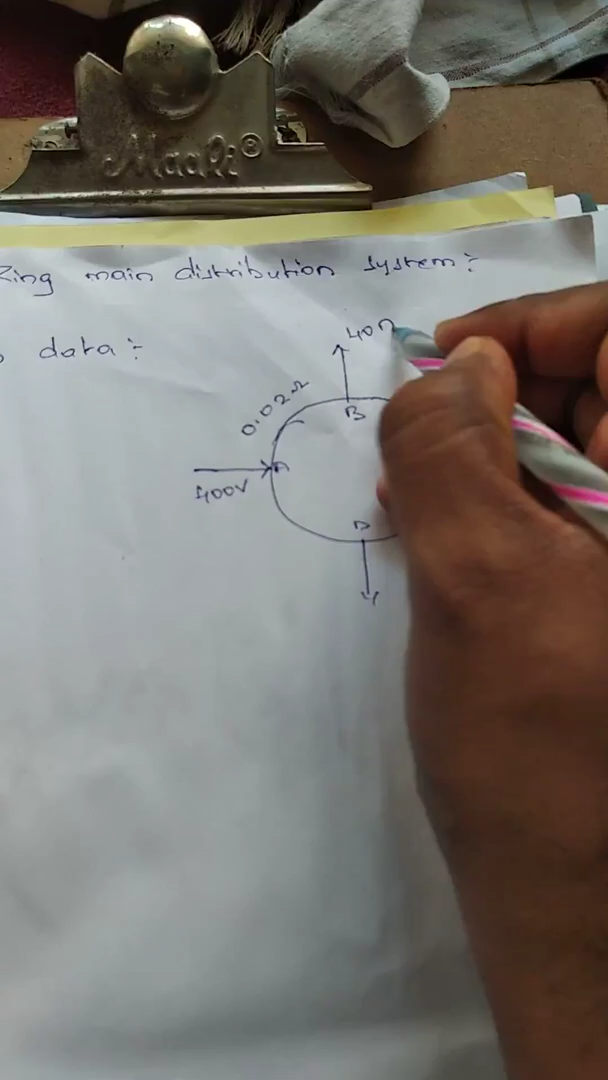 Maali®
Ring main distribution system:-
data:-
40
0.02Ω
B
A
400V
D